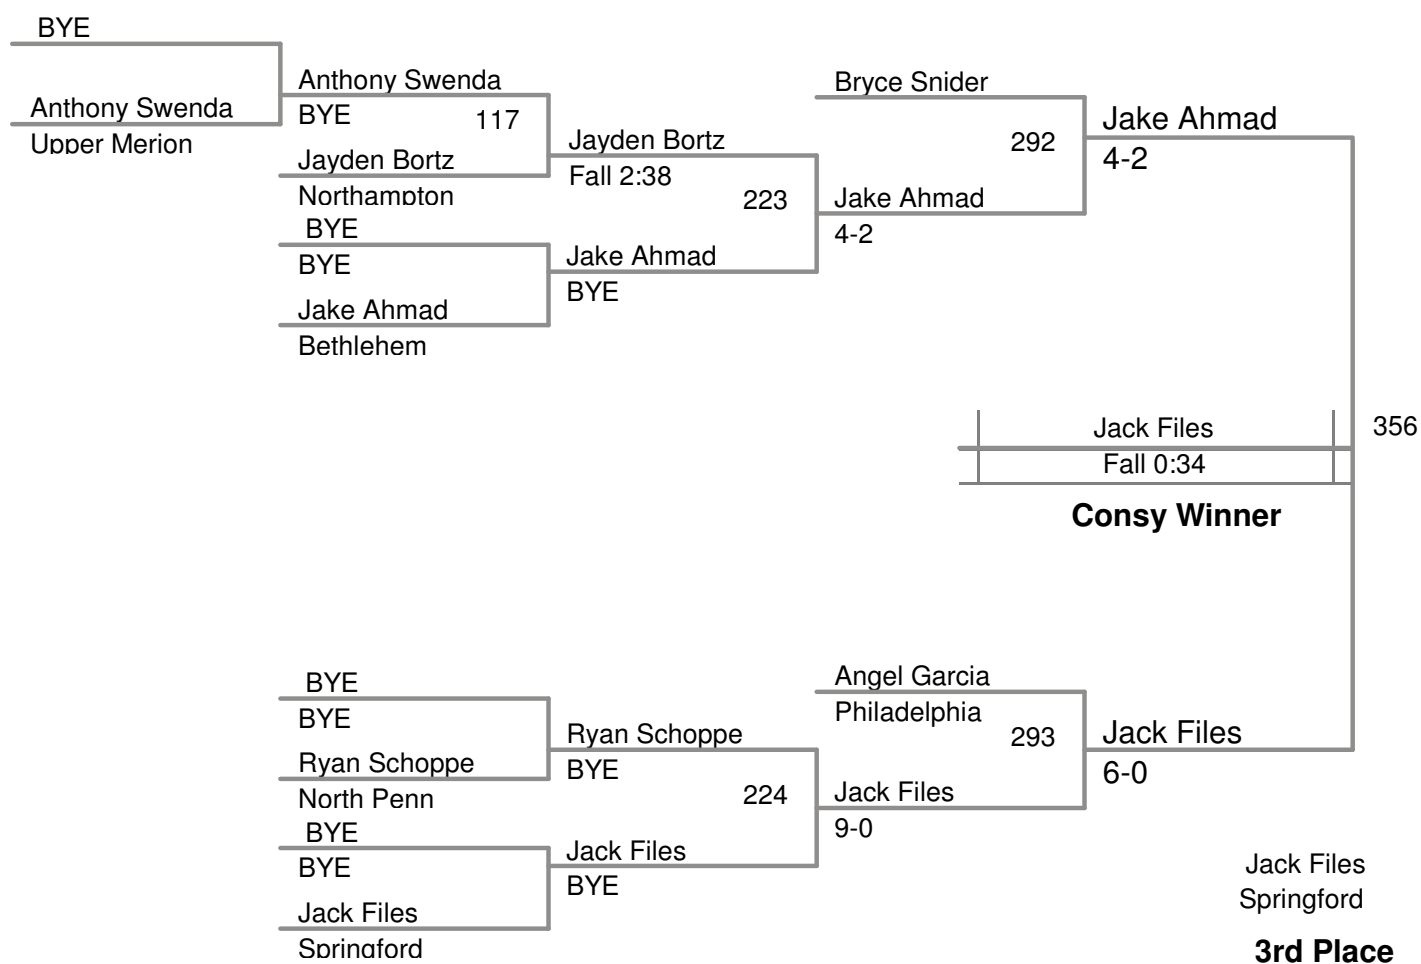 BYE
Anthony Swenda
Upper Merion
Anthony Swenda
BYE
117
Jayden Bortz
Northampton
BYE
BYE
Jake Ahmad
Bethlehem
Jayden Bortz
Fall 2:38
223
Jake Ahmad
BYE
Bryce Snider
292
Jake Ahmad
4-2
Jake Ahmad
4-2
356
Jack Files
Fall 0:34
Consy Winner
BYE
BYE
Ryan Schoppe
North Penn
BYE
BYE
Jack Files
Springford
Ryan Schoppe
BYE
224
Jack Files
BYE
Angel Garcia
Philadelphia
293
Jack Files
9-0
Jack Files
6-0
Jack Files
Springford
3rd Place